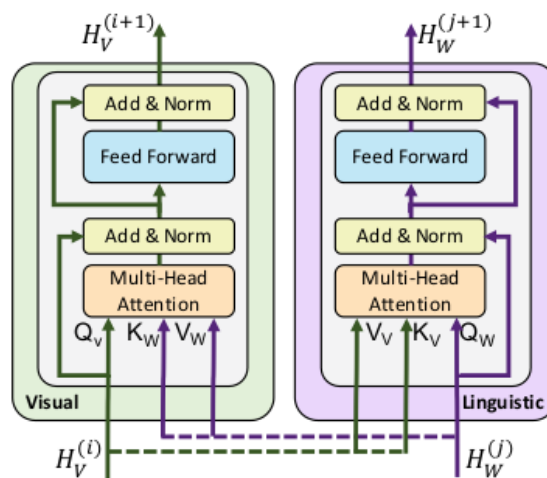 H_V^(i+1) H_W^(j+1)
Add & Norm Add & Norm
Feed Forward Feed Forward
Add & Norm Add & Norm
Multi-Head Multi-Head
Attention Attention
Q_v K_W V_W V_V K_V Q_W
Visual Linguistic
H_V^(i) H_W^(j)